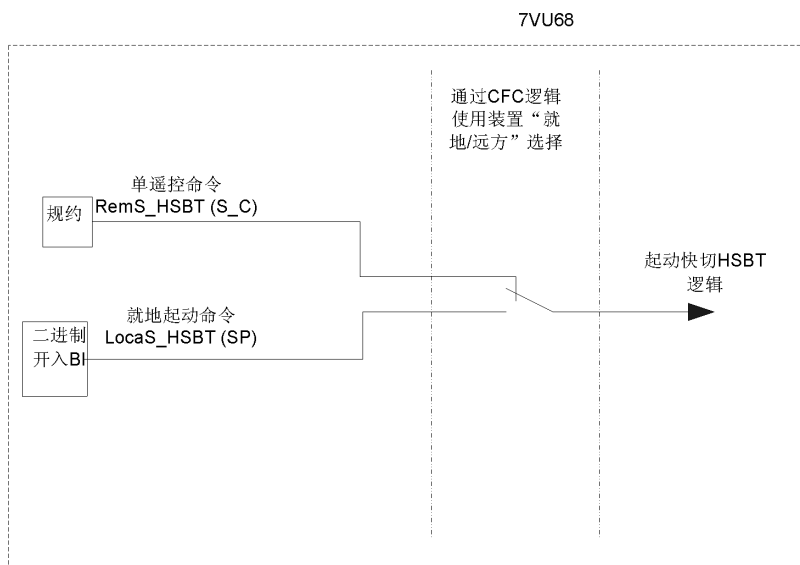 7VU68
通过CFC逻辑
使用装置“就
地/远方”选择
单遥控命令
RemS_HSBT (S_C)
规约
起动快切HSBT
逻辑
就地起动命令
LocaS_HSBT (SP)
二进制
开入BI